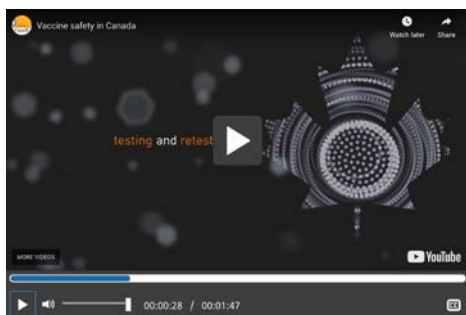 Vaccine safety in Canada
Watch later
Share
testing and retest
MORE VIDEOS
YouTube
00:00:28 / 00:01:47
CC